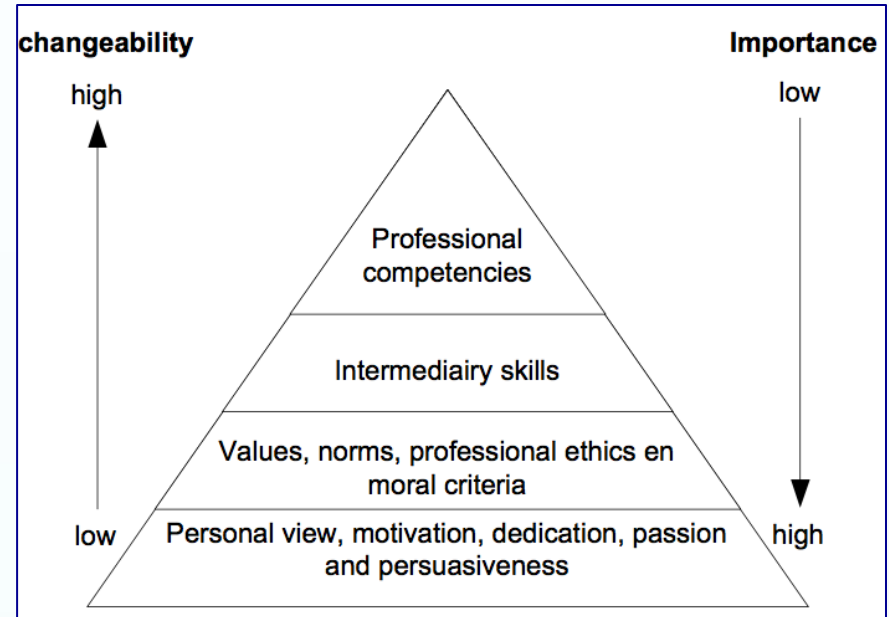 changeability
Importance
high
low
Professional
competencies
Intermediairy skills
Values, norms, professional ethics en
moral criteria
low
Personal view, motivation, dedication, passion
and persuasiveness
high